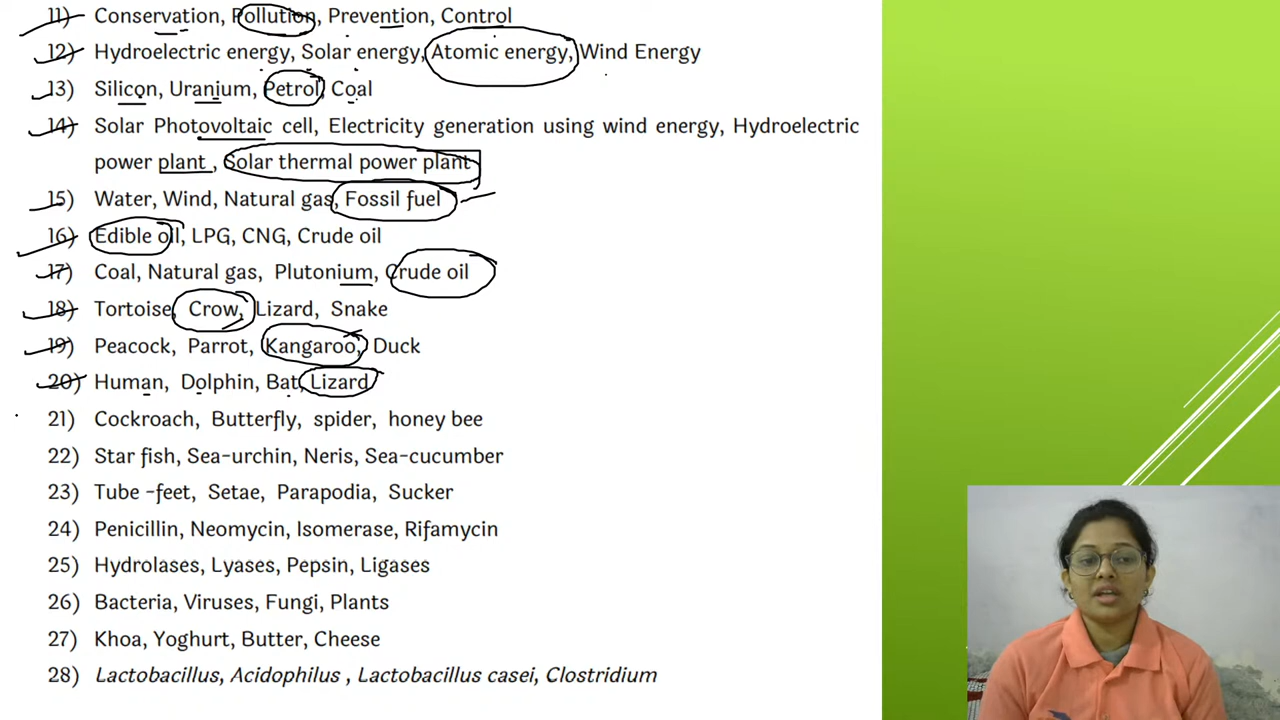 11) Conservation, Pollution, Prevention, Control
12) Hydroelectric energy, Solar energy, Atomic energy, Wind Energy
13) Silicon, Uranium, Petrol, Coal
14) Solar Photovoltaic cell, Electricity generation using wind energy, Hydroelectric
power plant , Solar thermal power plant
15) Water, Wind, Natural gas, Fossil fuel
16) Edible oil, LPG, CNG, Crude oil
17) Coal, Natural gas, Plutonium, Crude oil
18) Tortoise, Crow, Lizard, Snake
19) Peacock, Parrot, Kangaroo, Duck
20) Human, Dolphin, Bat, Lizard
21) Cockroach, Butterfly, spider, honey bee
22) Star fish, Sea-urchin, Neris, Sea-cucumber
23) Tube -feet, Setae, Parapodia, Sucker
24) Penicillin, Neomycin, Isomerase, Rifamycin
25) Hydrolases, Lyases, Pepsin, Ligases
26) Bacteria, Viruses, Fungi, Plants
27) Khoa, Yoghurt, Butter, Cheese
28) Lactobacillus, Acidophilus , Lactobacillus casei, Clostridium